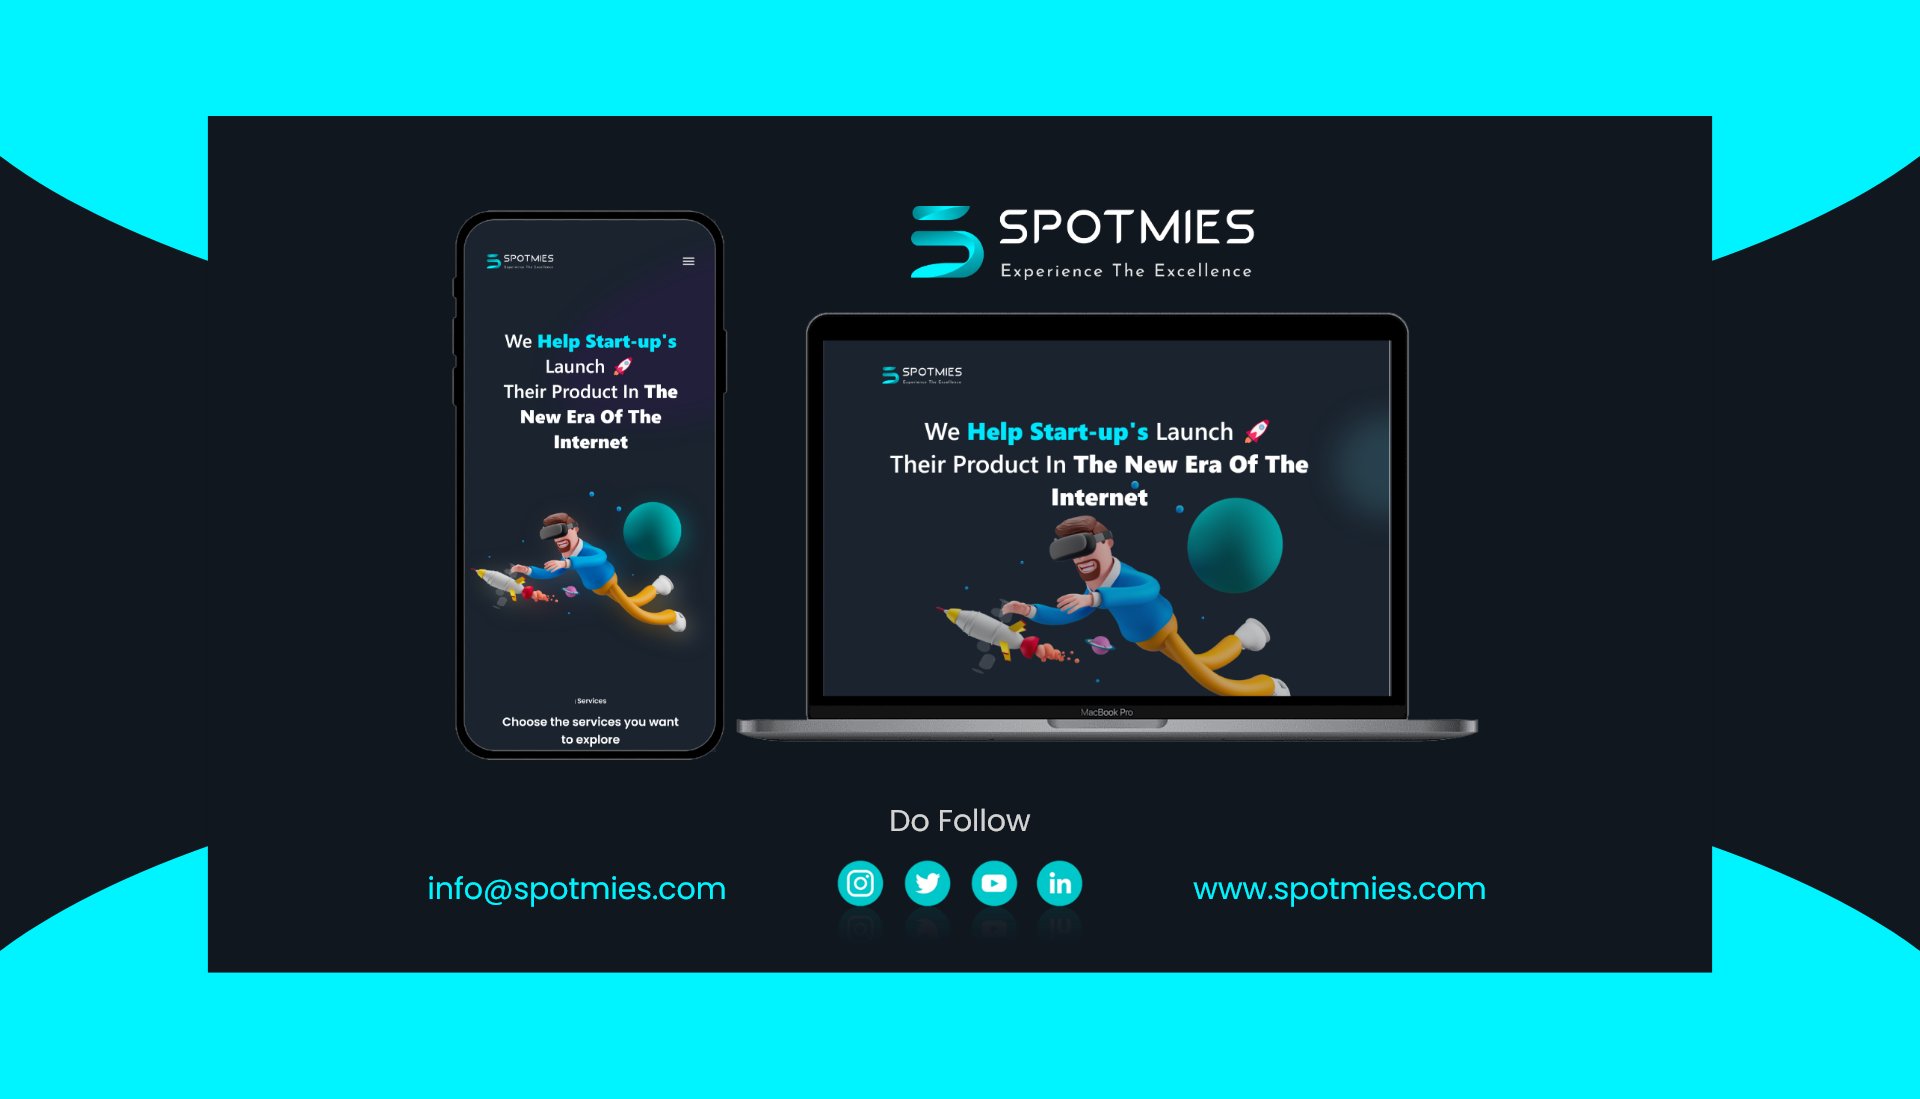 SPOTMIES
Experience The Excellence
SPOTMIES
Experience The Excellence
We Help Start-up's
Launch 🚀
Their Product In The
New Era Of The
Internet
Services
Choose the services you want
to explore
SPOTMIES
Experience The Excellence
We Help Start-up's Launch 🚀
Their Product In The New Era Of The
Internet
MacBook Pro
Do Follow
info@spotmies.com
in
www.spotmies.com